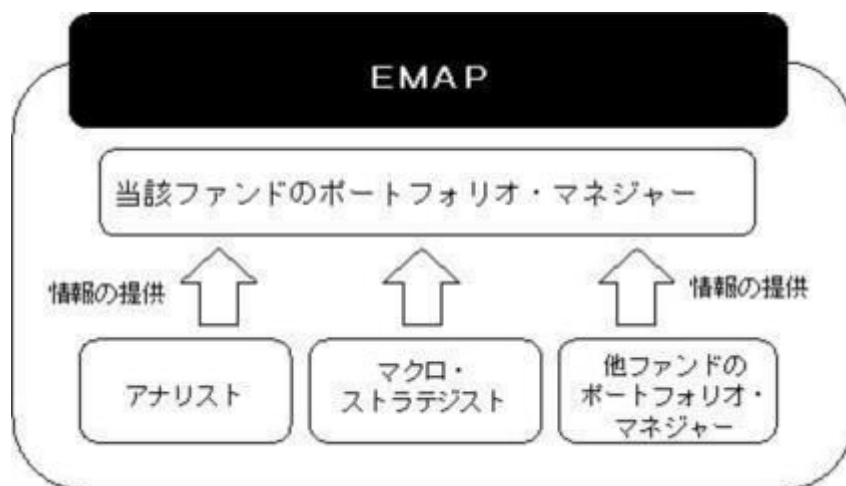 EMAP
当該ファンドのポートフォリオ・マネジャー
情報の提供
情報の提供
アナリスト
マクロ・
ストラテジスト
他ファンドの
ポートフォリオ・
マネジャー